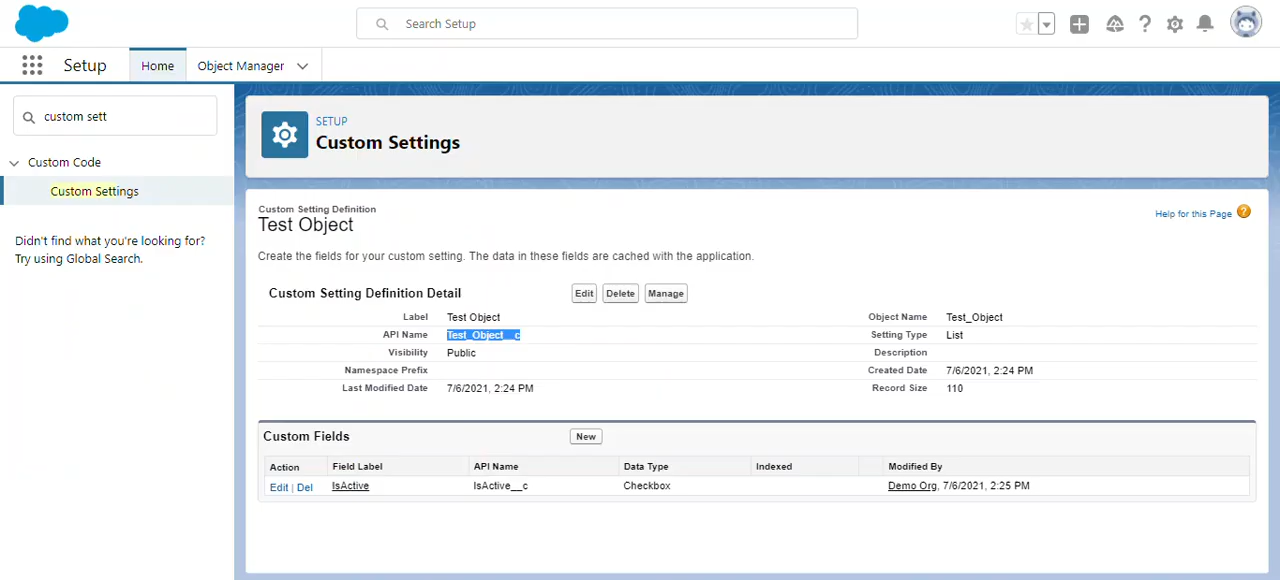 Search Setup
Setup
Home
Object Manager
custom sett
Custom Code
Custom Settings
Didn't find what you're looking for?
Try using Global Search.
SETUP
Custom Settings
Custom Setting Definition
Test Object
Help for this Page ?
Create the fields for your custom setting. The data in these fields are cached with the application.
Custom Setting Definition Detail Edit Delete Manage
Label Test Object Object Name Test_Object
API Name Test_Object__c Setting Type List
Visibility Public Description
Namespace Prefix Created Date 7/6/2021, 2:24 PM
Last Modified Date 7/6/2021, 2:24 PM Record Size 110
Custom Fields New
Action Field Label API Name Data Type Indexed Modified By
Edit | Del IsActive IsActive__c Checkbox Demo Org, 7/6/2021, 2:25 PM